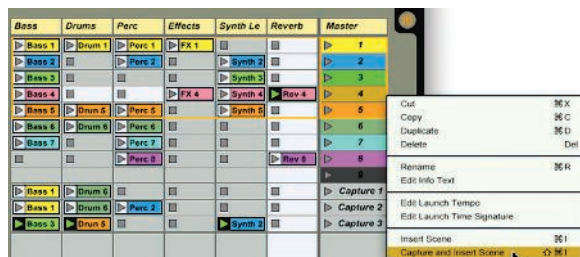 Bass Drums Perc Effects Synth Le Reverb Master
Bass 1 Drum 1 Perc 1 FX 1 1
Bass 2 Perc 2 Synth 2 2
Bass 3 Synth 3 3
Bass 4 FX 4 Synth 4 Rev 4 4
Bass 5 Drum 5 Perc 5 Synth 5 5
Bass 6 Drum 6 Perc 6 6
Bass 7 Perc 7 7
Perc 8 Rev 8 8
9
Bass 1 Drum 6 Capture 1
Bass 1 Drum 6 Perc 2 Capture 2
Bass 3 Drum 5 Synth 2 Capture 3
Cut ⌘X
Copy ⌘C
Duplicate ⌘D
Delete Del
Rename ⌘R
Edit Info Text
Edit Launch Tempo
Edit Launch Time Signature
Insert Scene ⌘I
Capture and Insert Scene ⇧⌘I